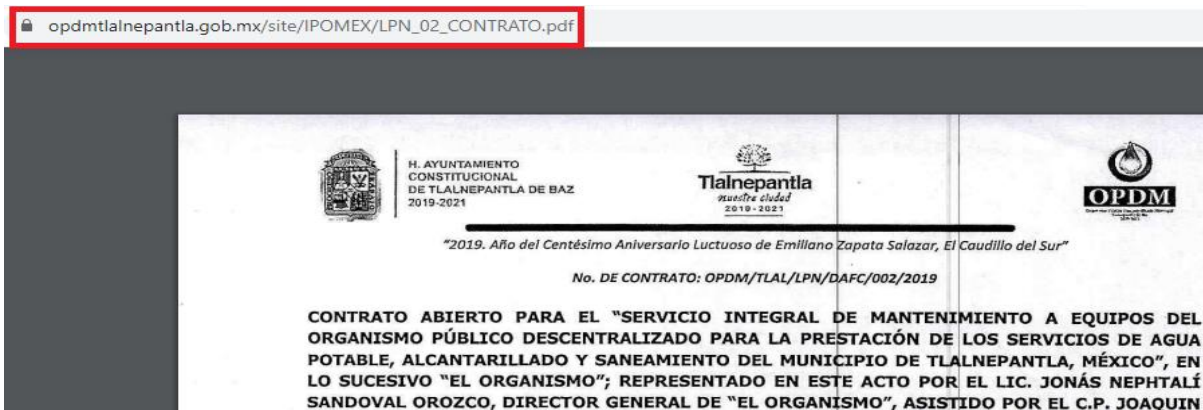 opdmtlalnepantla.gob.mx/site/IPOMEX/LPN_02_CONTRATO.pdf
H. AYUNTAMIENTO
CONSTITUCIONAL
DE TLALNEPANTLA DE BAZ
2019-2021
Tlalnepantla
nuestra ciudad
2019-2021
OPDM
"2019. Año del Centésimo Aniversario Luctuoso de Emiliano Zapata Salazar, El Caudillo del Sur"
No. DE CONTRATO: OPDM/TLAL/LPN/DAFC/002/2019
CONTRATO ABIERTO PARA EL "SERVICIO INTEGRAL DE MANTENIMIENTO A EQUIPOS DEL
ORGANISMO PÚBLICO DESCENTRALIZADO PARA LA PRESTACIÓN DE LOS SERVICIOS DE AGUA
POTABLE, ALCANTARILLADO Y SANEAMIENTO DEL MUNICIPIO DE TLALNEPANTLA, MÉXICO", EN
LO SUCESIVO "EL ORGANISMO"; REPRESENTADO EN ESTE ACTO POR EL LIC. JONÁS NEPHTALÍ
SANDOVAL OROZCO, DIRECTOR GENERAL DE "EL ORGANISMO", ASISTIDO POR EL C.P. JOAQUIN